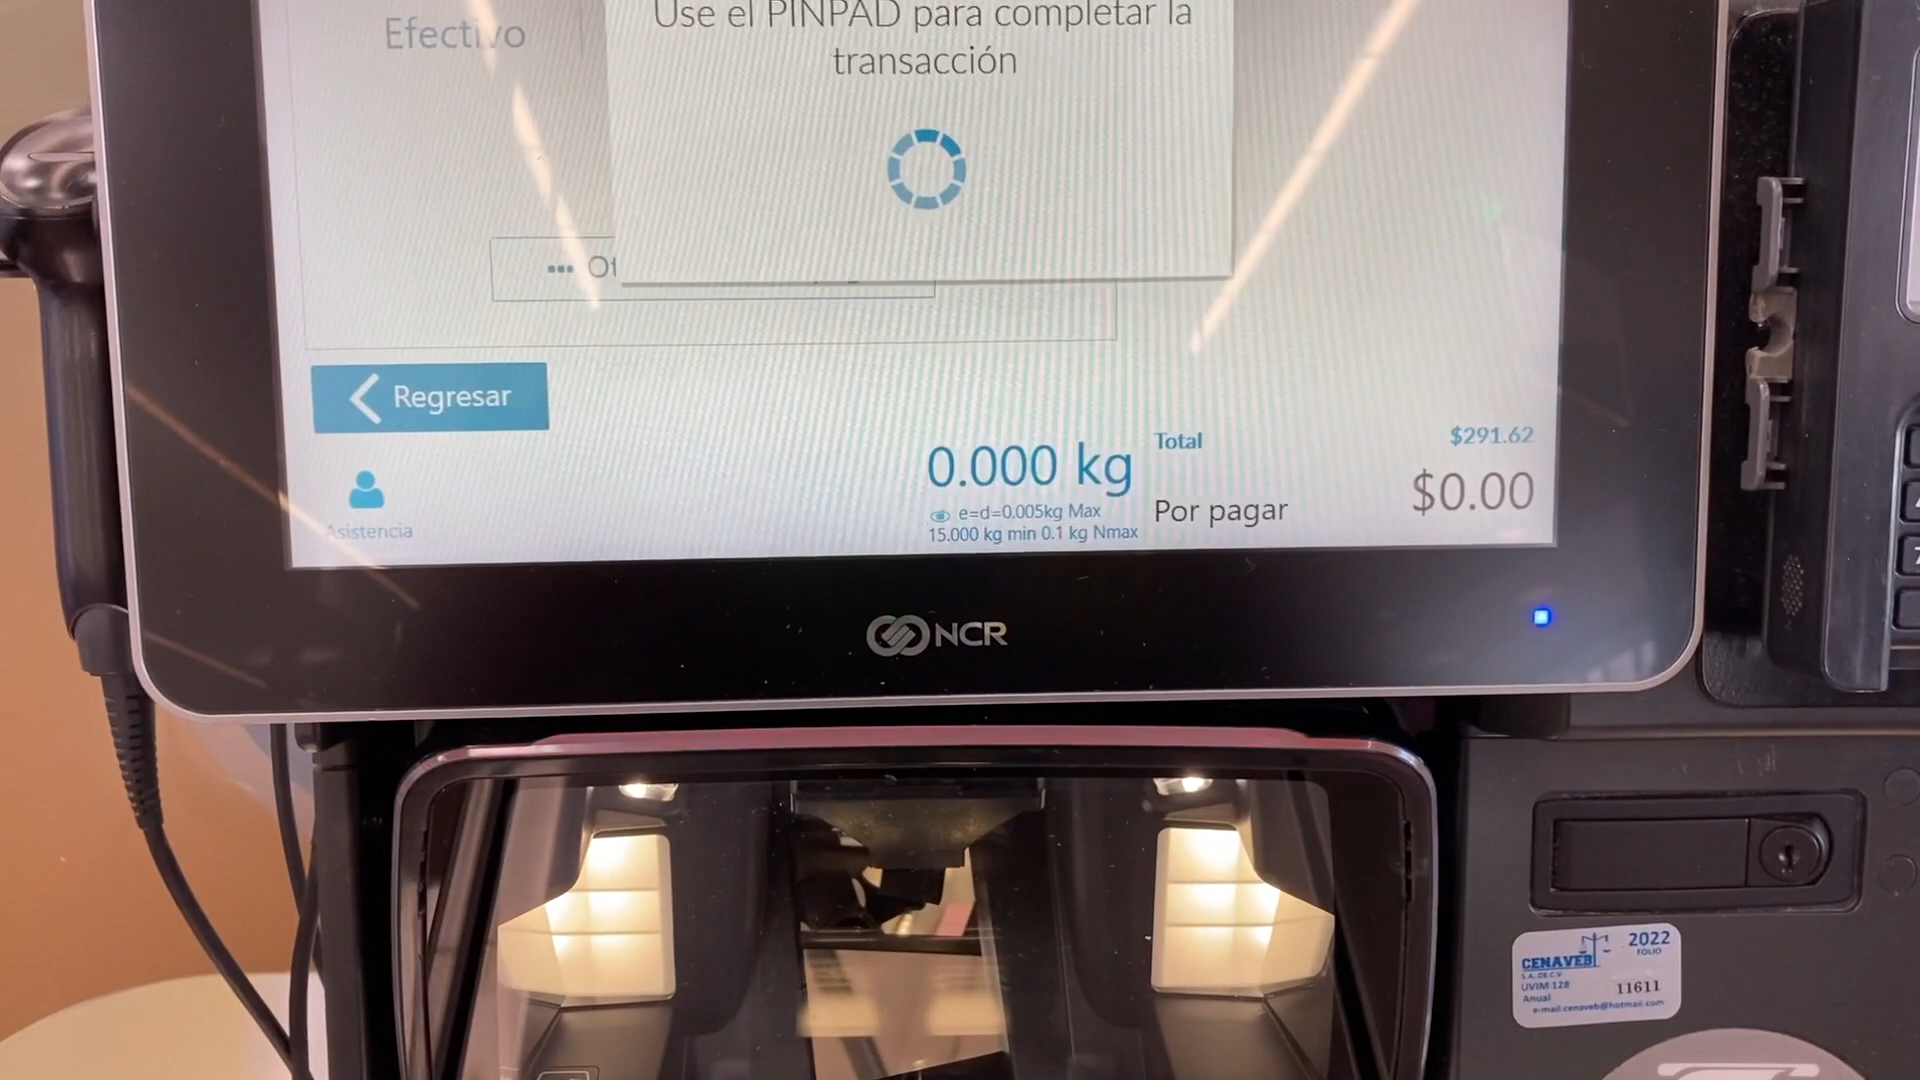 Efectivo
Use el PINPAD para completar la
transacción
Ot
Regresar
Asistencia
0.000 kg
e=d=0.005kg Max
15.000 kg min 0.1 kg Nmax
Total
$291.62
Por pagar
$0.00
NCR
CENAVEB
2022
FOLIO
S.A. DE C.V
UVIM 128
11611
Anual
e-mail:cenaveb@hotmail.com
7